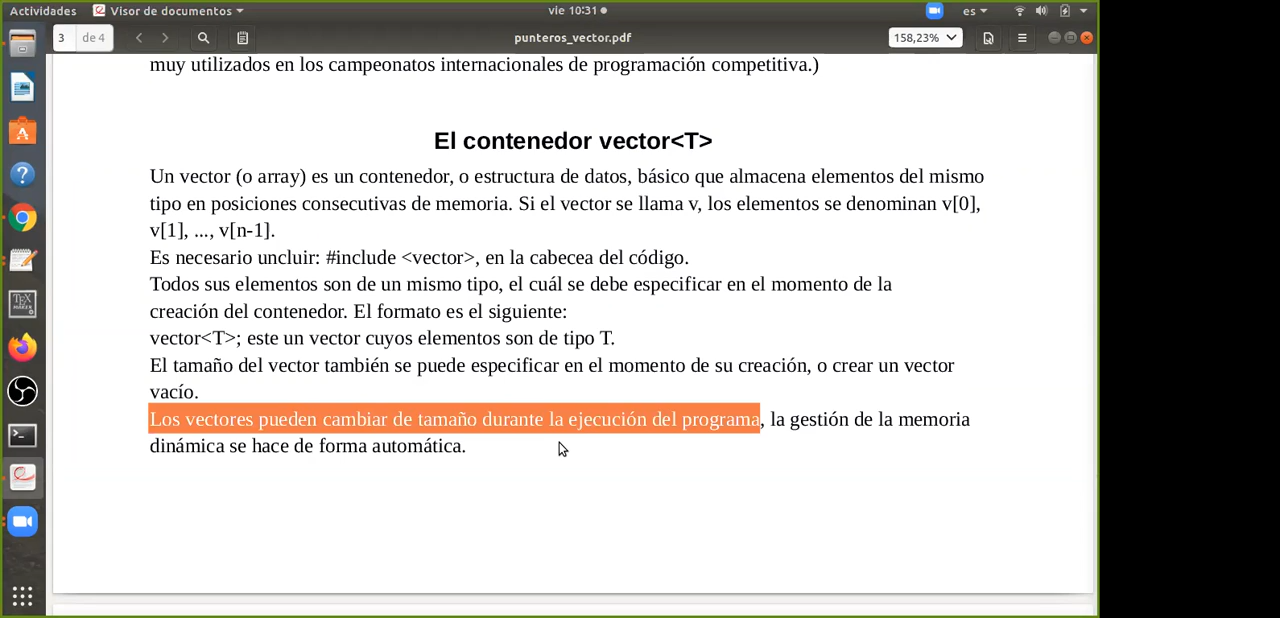 Actividades Visor de documentos vie 10:31 es
3 de 4 punteros_vector.pdf 158,23%
muy utilizados en los campeonatos internacionales de programación competitiva.)
El contenedor vector<T>
Un vector (o array) es un contenedor, o estructura de datos, básico que almacena elementos del mismo
tipo en posiciones consecutivas de memoria. Si el vector se llama v, los elementos se denominan v[0],
v[1], ..., v[n-1].
Es necesario uncluir: #include <vector>, en la cabecea del código.
Todos sus elementos son de un mismo tipo, el cuál se debe especificar en el momento de la
creación del contenedor. El formato es el siguiente:
vector<T>; este un vector cuyos elementos son de tipo T.
El tamaño del vector también se puede especificar en el momento de su creación, o crear un vector
vacío.
Los vectores pueden cambiar de tamaño durante la ejecución del programa, la gestión de la memoria
dinámica se hace de forma automática.